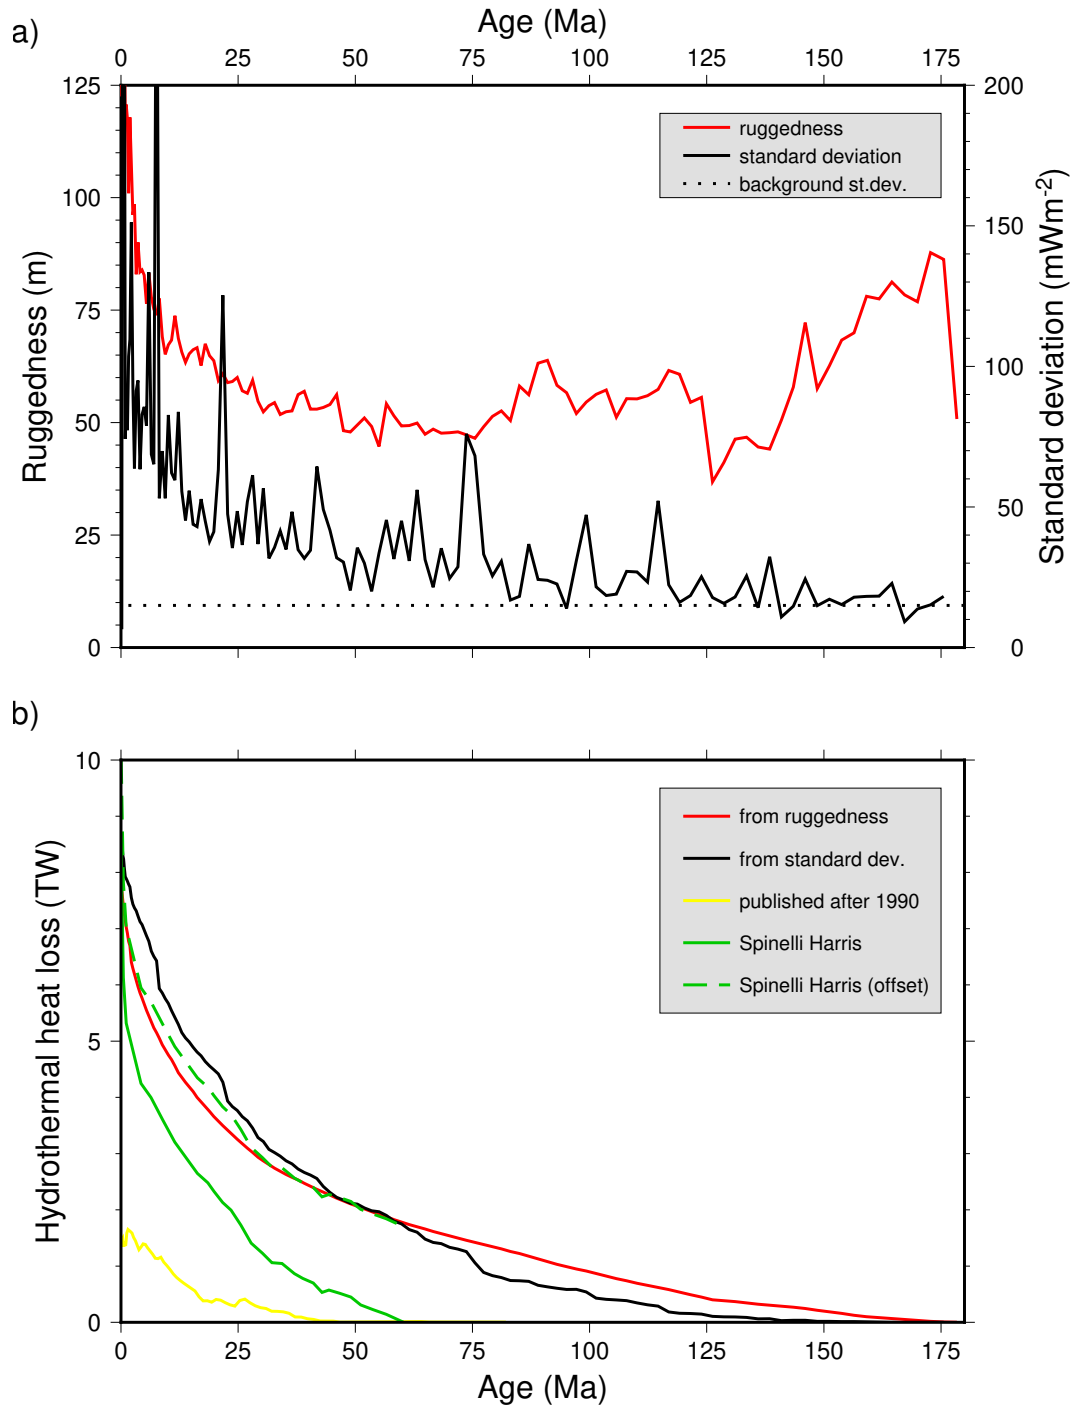 a)
Age (Ma)
0 25 50 75 100 125 150 175
125 200
ruggedness
standard deviation
background st.dev.
100
150
75
100
50
50
25
0 0
Ruggedness (m)
Standard deviation (mWm-2)
b)
10
from ruggedness
from standard dev.
published after 1990
Spinelli Harris
Spinelli Harris (offset)
5
0
Hydrothermal heat loss (TW)
0 25 50 75 100 125 150 175
Age (Ma)